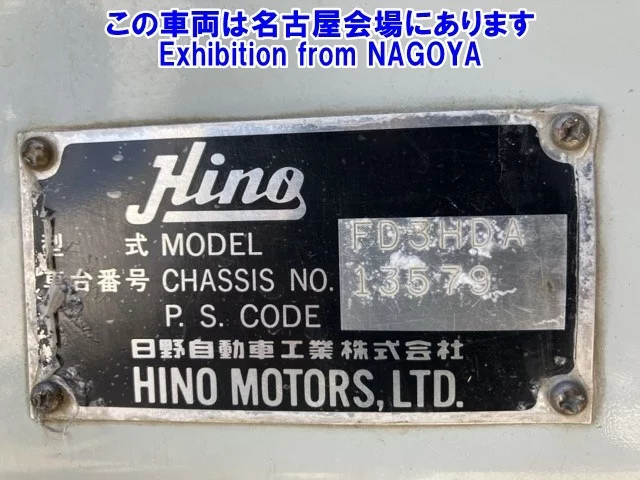 この車両は名古屋会場にあります
Exhibition from NAGOYA
Hino
型 式 MODEL FD3HDA
車台番号 CHASSIS NO. 13579
P. S. CODE
日野自動車工業株式会社
HINO MOTORS, LTD.